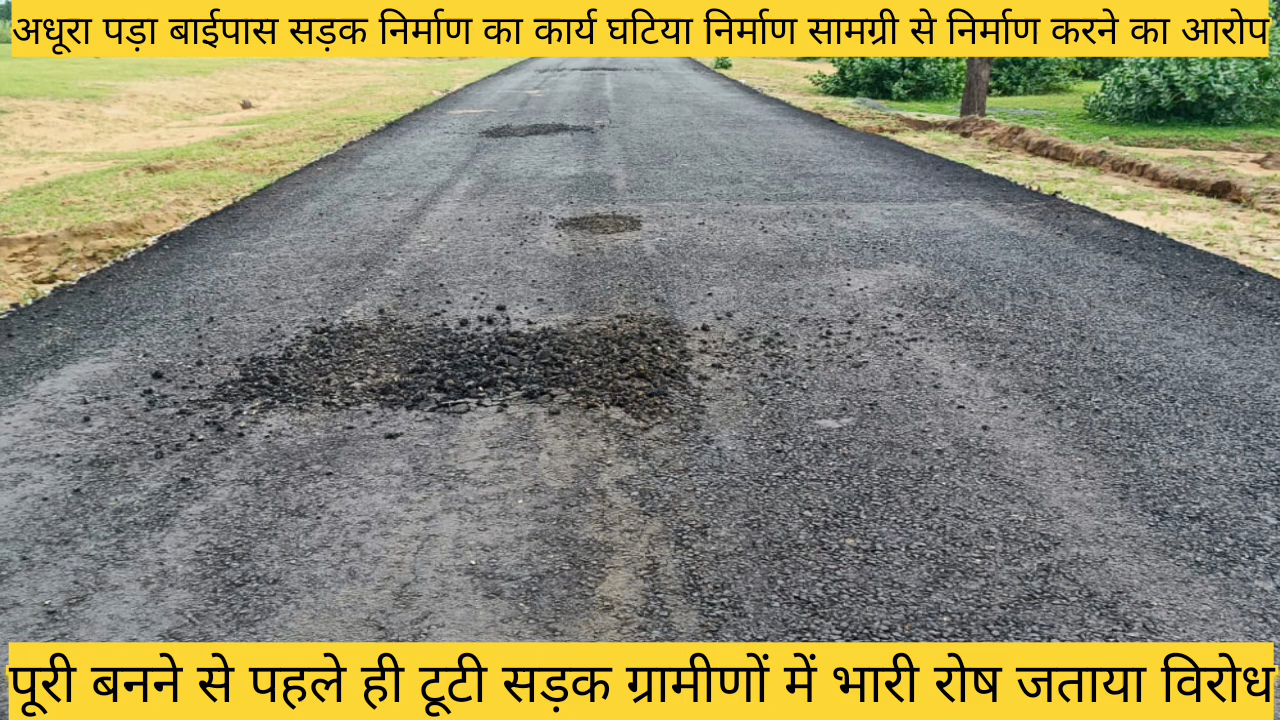 अधूरा पड़ा बाईपास सड़क निर्माण का कार्य घटिया निर्माण सामग्री से निर्माण करने का आरोप
पूरी बनने से पहले ही टूटी सड़क ग्रामीणों में भारी रोष जताया विरोध